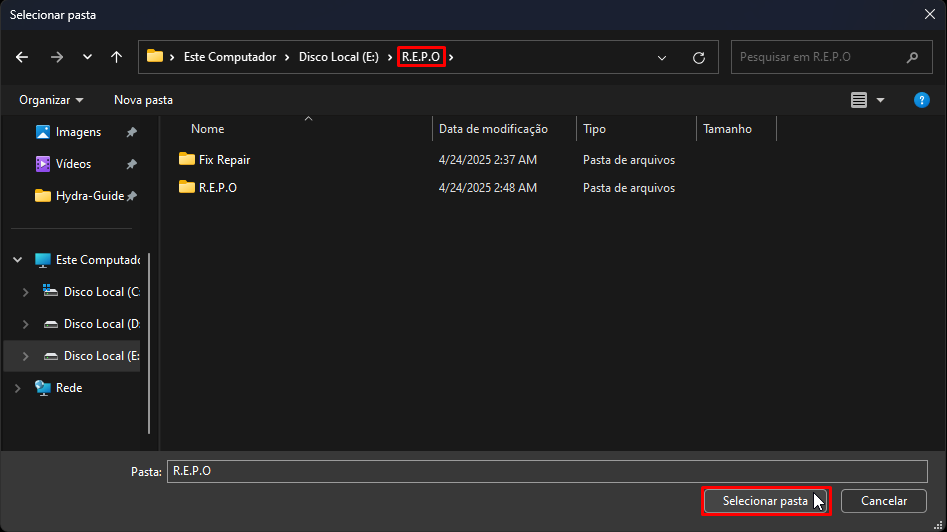 Selecionar pasta
Este Computador Disco Local (E:) R.E.P.O
Pesquisar em R.E.P.O
Organizar Nova pasta
Imagens
Vídeos
Hydra-Guide
Este Computado
Disco Local (C:
Disco Local (D:
Disco Local (E:
Rede
Nome Data de modificação Tipo Tamanho
Fix Repair 4/24/2025 2:37 AM Pasta de arquivos
R.E.P.O 4/24/2025 2:48 AM Pasta de arquivos
Pasta: R.E.P.O
Selecionar pasta Cancelar